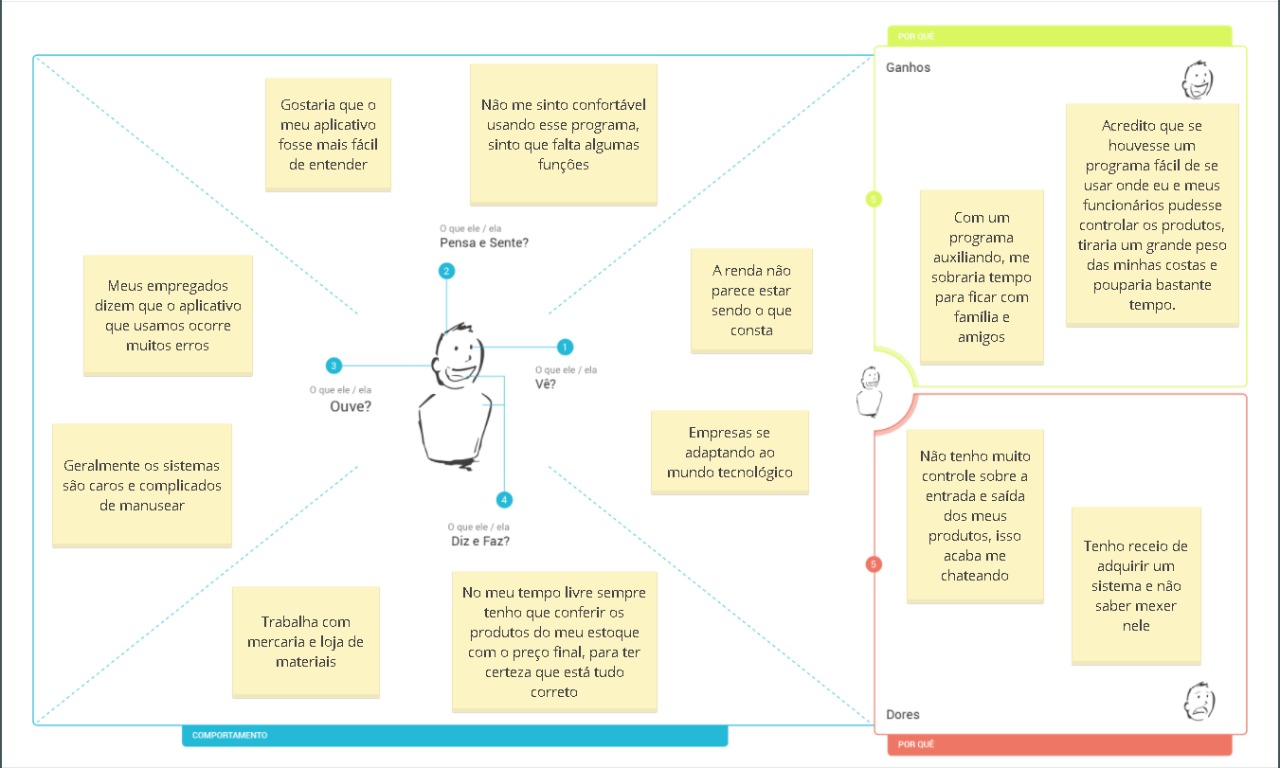 Gostaria que o
meu aplicativo
fosse mais fácil
de entender
Não me sinto confortável
usando esse programa,
sinto que falta algumas
funções
O que ele / ela
Pensa e Sente?
2
Meus empregados
dizem que o aplicativo
que usamos ocorre
muitos erros
Geralmente os sistemas
são caros e complicados
de manusear
3
O que ele / ela
Ouve?
1
O que ele / ela
Vê?
A renda não
parece estar
sendo o que
consta
Empresas se
adaptando ao
mundo tecnológico
4
O que ele / ela
Diz e Faz?
Trabalha com
mercaria e loja de
materiais
No meu tempo livre sempre
tenho que conferir os
produtos do meu estoque
com o preço final, para ter
certeza que está tudo
correto
COMPORTAMENTO
POR QUÊ
Ganhos
Com um
programa
auxiliando, me
sobraria tempo
para ficar com
família e
amigos
Acredito que se
houvesse um
programa fácil de se
usar onde eu e meus
funcionários pudesse
controlar os produtos,
tiraria um grande peso
das minhas costas e
pouparia bastante
tempo.
5
Não tenho muito
controle sobre a
entrada e saída
dos meus
produtos, isso
acaba me
chateando
Tenho receio de
adquirir um
sistema e não
saber mexer
nele
Dores
POR QUÊ